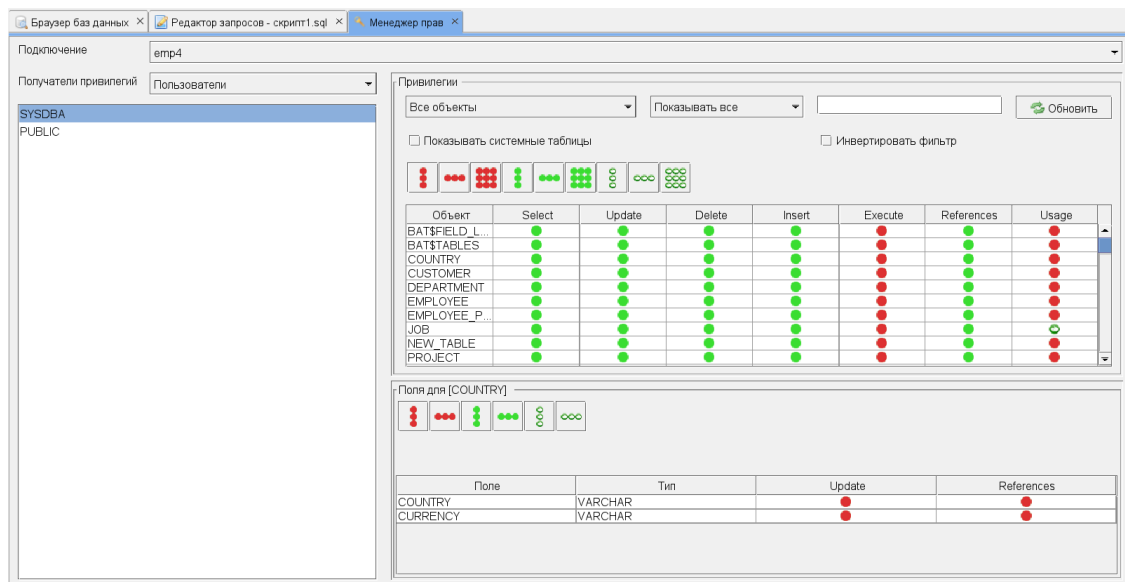 Браузер баз данных × Редактор запросов - скрипт1.sql × Менеджер прав ×
Подключение emp4
Получатели привилегий Пользователи
SYSDBA
PUBLIC
Привилегии
Все объекты Показывать все Обновить
Показывать системные таблицы Инвертировать фильтр
Объект Select Update Delete Insert Execute References Usage
BAT$FIELD_L...
BAT$TABLES
COUNTRY
CUSTOMER
DEPARTMENT
EMPLOYEE
EMPLOYEE_P...
JOB
NEW_TABLE
PROJECT
Поля для [COUNTRY]
Поле Тип Update References
COUNTRY VARCHAR
CURRENCY VARCHAR